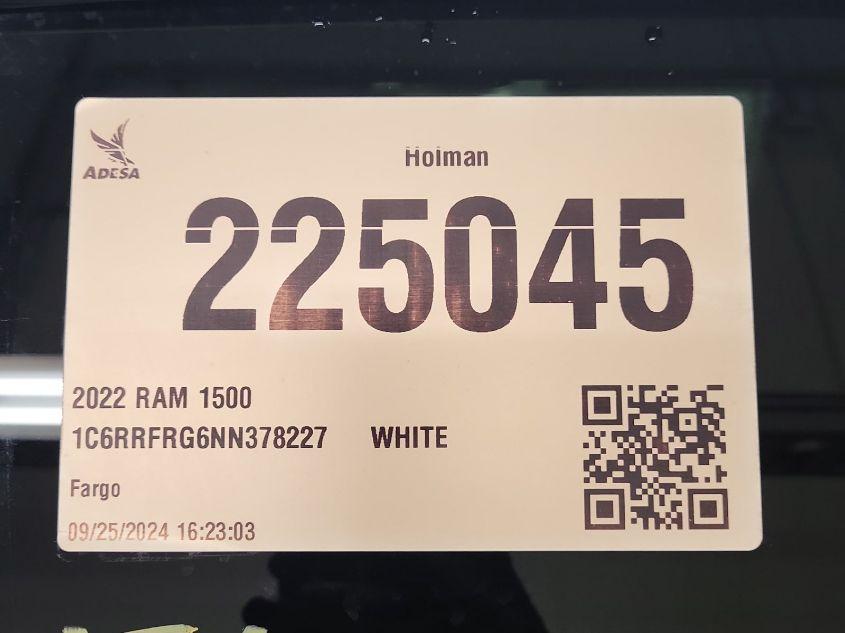 ADESA
Holman
225045
2022 RAM 1500
1C6RRFRG6NN378227 WHITE
Fargo
09/25/2024 16:23:03